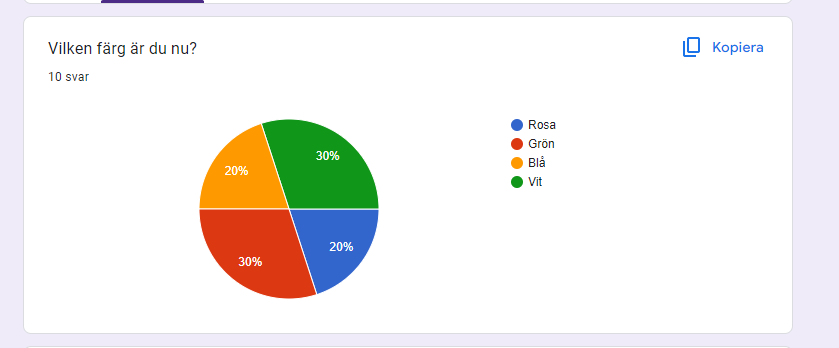 Vilken färg är du nu?
Kopiera
10 svar
Rosa
Grön
Blå
Vit
30%
20%
20%
30%